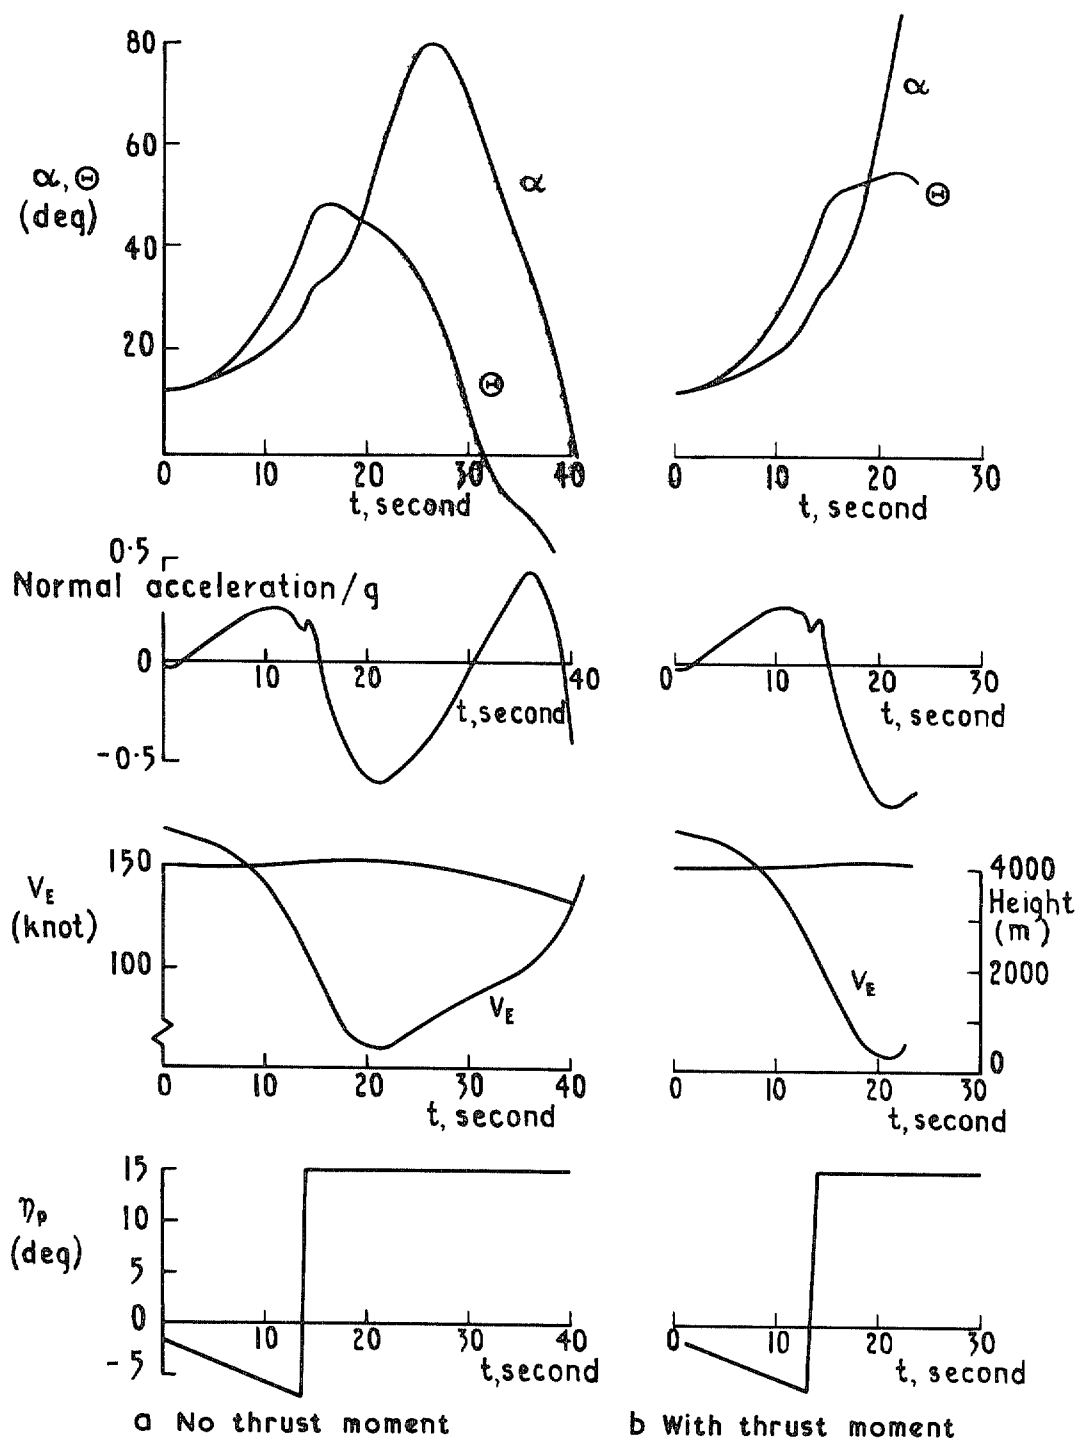 80
60
40
20
α, Θ
(deg)
α
Θ
0 10 20 30 40
t, second
α
Θ
0 10 20 30
t, second
0·5
Normal acceleration/g
0
-0·5
10 20 40
t, second
0 10 20 30
t, second
150
100
V_E
(knot)
V_E
0 10 20 30 40
t, second
V_E
4000
Height
(m)
2000
0
0 10 20 30
t, second
15
10
5
0
-5
η_p
(deg)
10 20 30 40
t, second
0 10 20 30
t, second
a No thrust moment
b With thrust moment